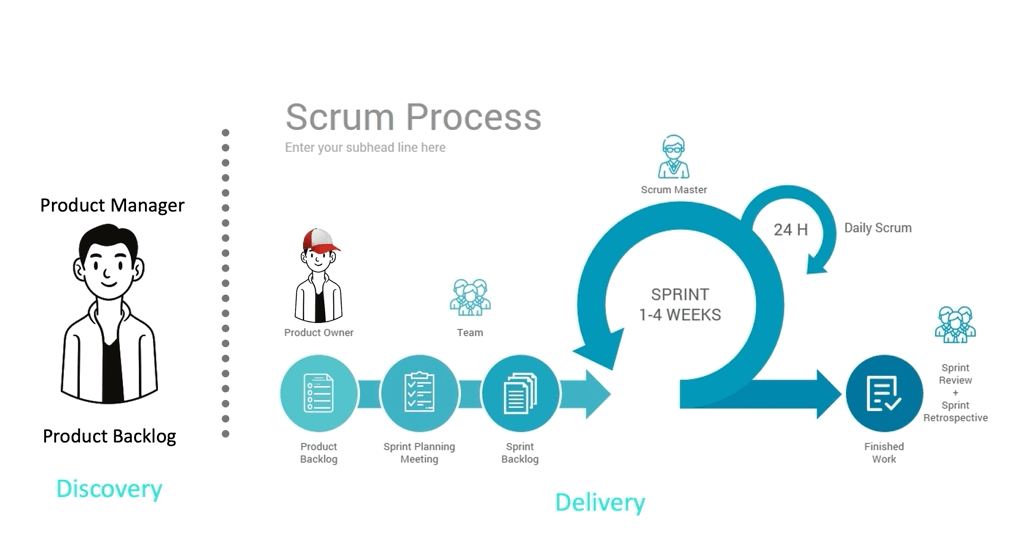 Scrum Process
Enter your subhead line here
Product Manager
Product Backlog
Discovery
Product Owner
Team
Scrum Master
24 H
Daily Scrum
SPRINT
1-4 WEEKS
Product
Backlog
Sprint Planning
Meeting
Sprint
Backlog
Finished
Work
Sprint
Review
+
Sprint
Retrospective
Delivery